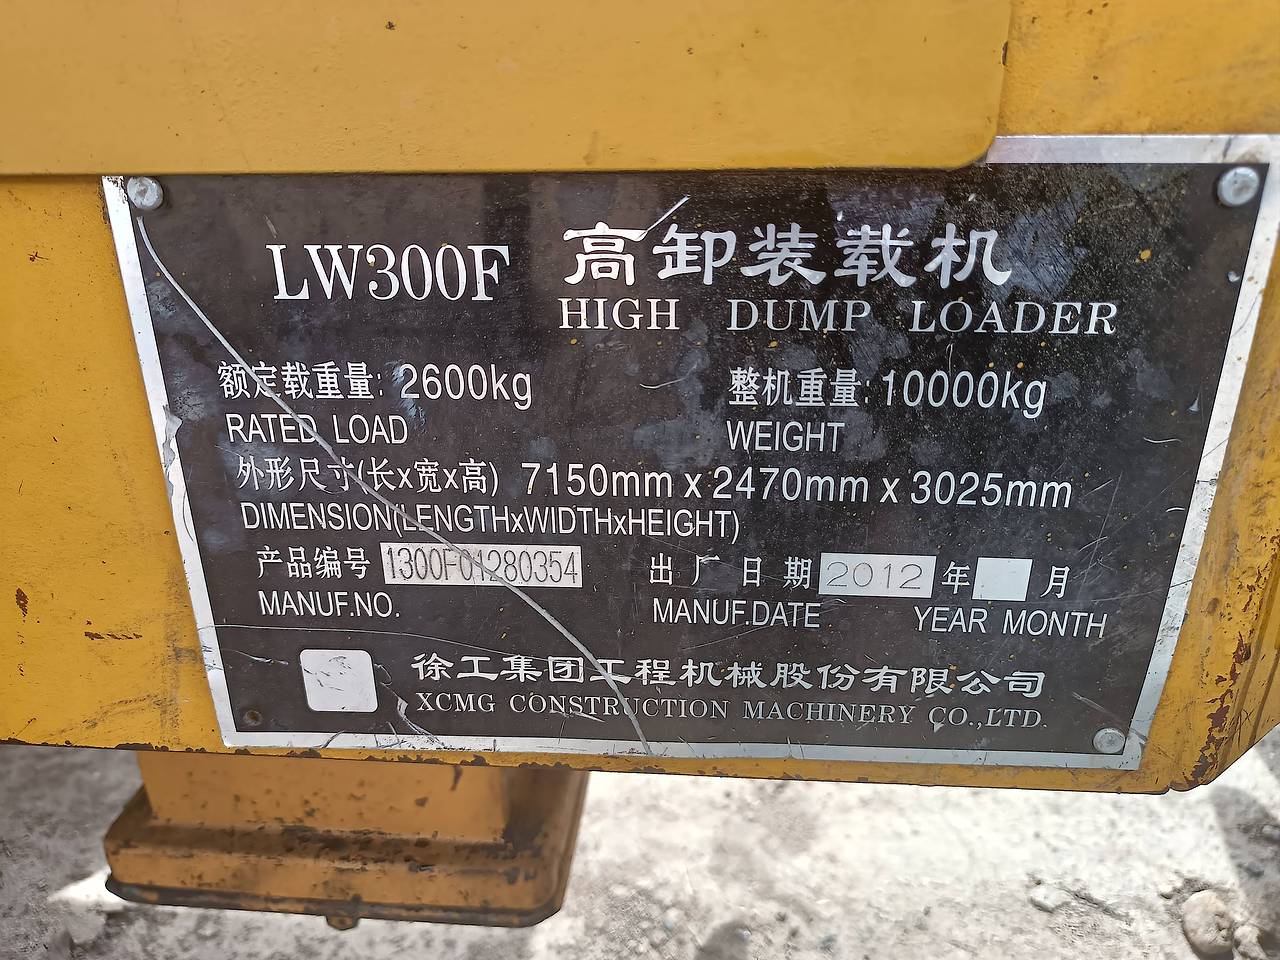 LW300F 高卸装载机
HIGH DUMP LOADER
额定载重量: 2600kg 整机重量: 10000kg
RATED LOAD WEIGHT
外形尺寸(长x宽x高) 7150mm x 2470mm x 3025mm
DIMENSION(LENGTHxWIDTHxHEIGHT)
产品编号 1300F01280354 出厂日期 2012 年 月
MANUF.NO. MANUF.DATE YEAR MONTH
徐工集团工程机械股份有限公司
XCMG CONSTRUCTION MACHINERY CO.,LTD.